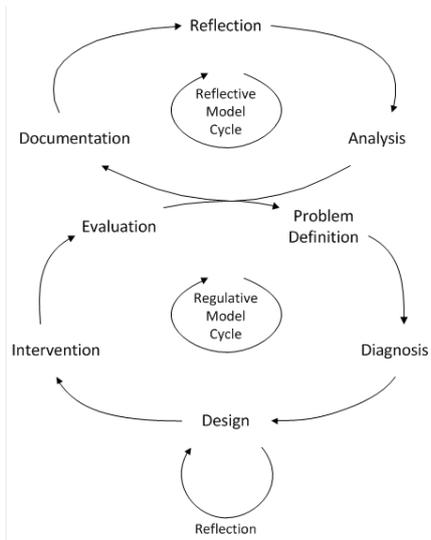 Reflection
Reflective
Model
Cycle
Documentation
Analysis
Evaluation
Problem
Definition
Regulative
Model
Cycle
Intervention
Diagnosis
Design
Reflection